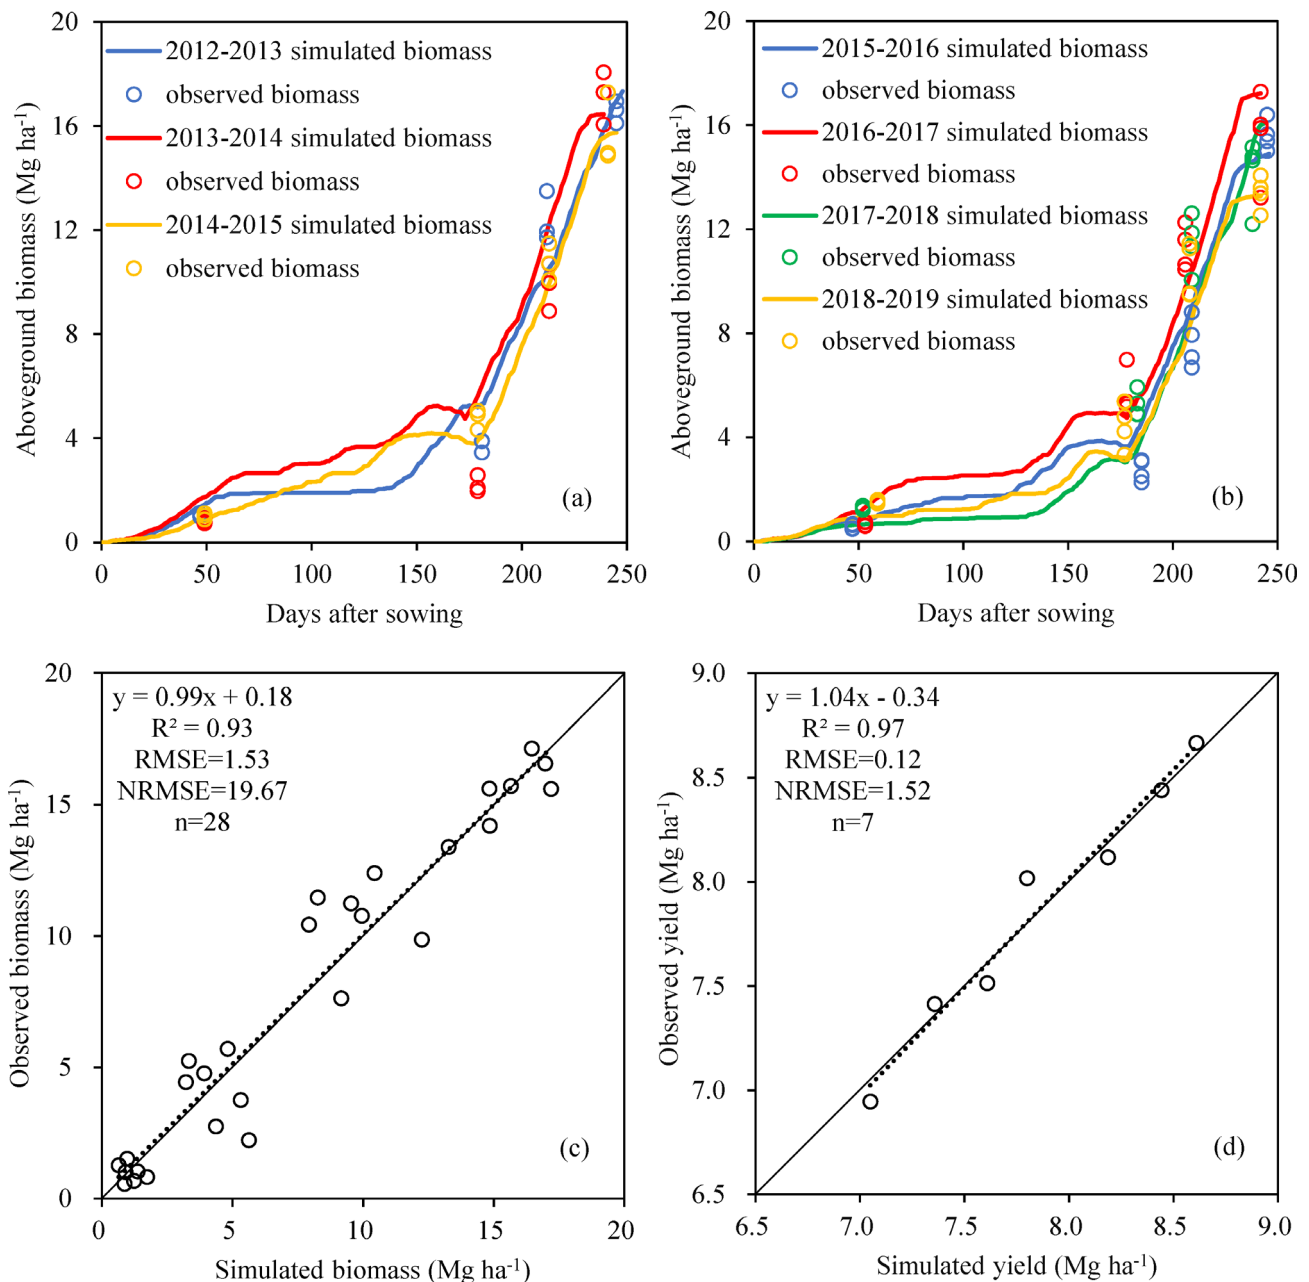 20
16
12
8
4
0
Aboveground biomass (Mg ha⁻¹)
2012-2013 simulated biomass
observed biomass
2013-2014 simulated biomass
observed biomass
2014-2015 simulated biomass
observed biomass
(a)
0 50 100 150 200 250
Days after sowing
20
16
12
8
4
0
Aboveground biomass (Mg ha⁻¹)
2015-2016 simulated biomass
observed biomass
2016-2017 simulated biomass
observed biomass
2017-2018 simulated biomass
observed biomass
2018-2019 simulated biomass
observed biomass
(b)
0 50 100 150 200 250
Days after sowing
20
15
10
5
0
Observed biomass (Mg ha⁻¹)
y = 0.99x + 0.18
R² = 0.93
RMSE=1.53
NRMSE=19.67
n=28
(c)
0 5 10 15 20
Simulated biomass (Mg ha⁻¹)
9.0
8.5
8.0
7.5
7.0
6.5
Observed yield (Mg ha⁻¹)
y = 1.04x - 0.34
R² = 0.97
RMSE=0.12
NRMSE=1.52
n=7
(d)
6.5 7.0 7.5 8.0 8.5 9.0
Simulated yield (Mg ha⁻¹)